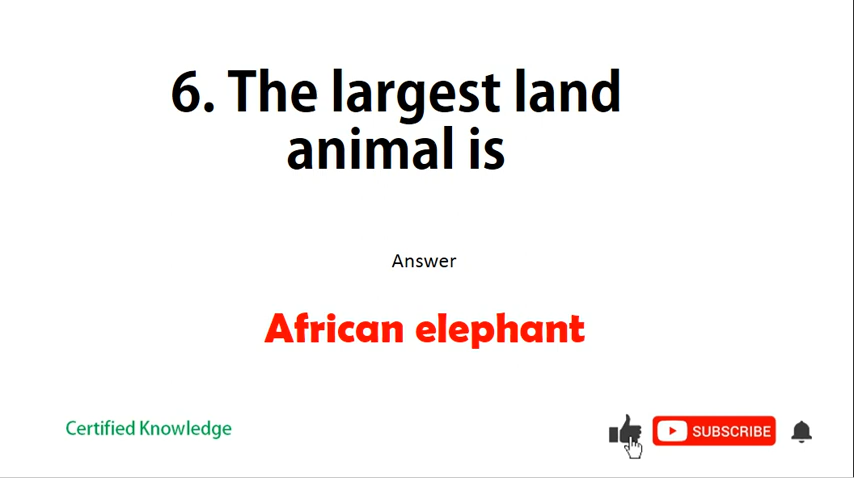 6. The largest land
animal is
Answer
African elephant
Certified Knowledge
SUBSCRIBE